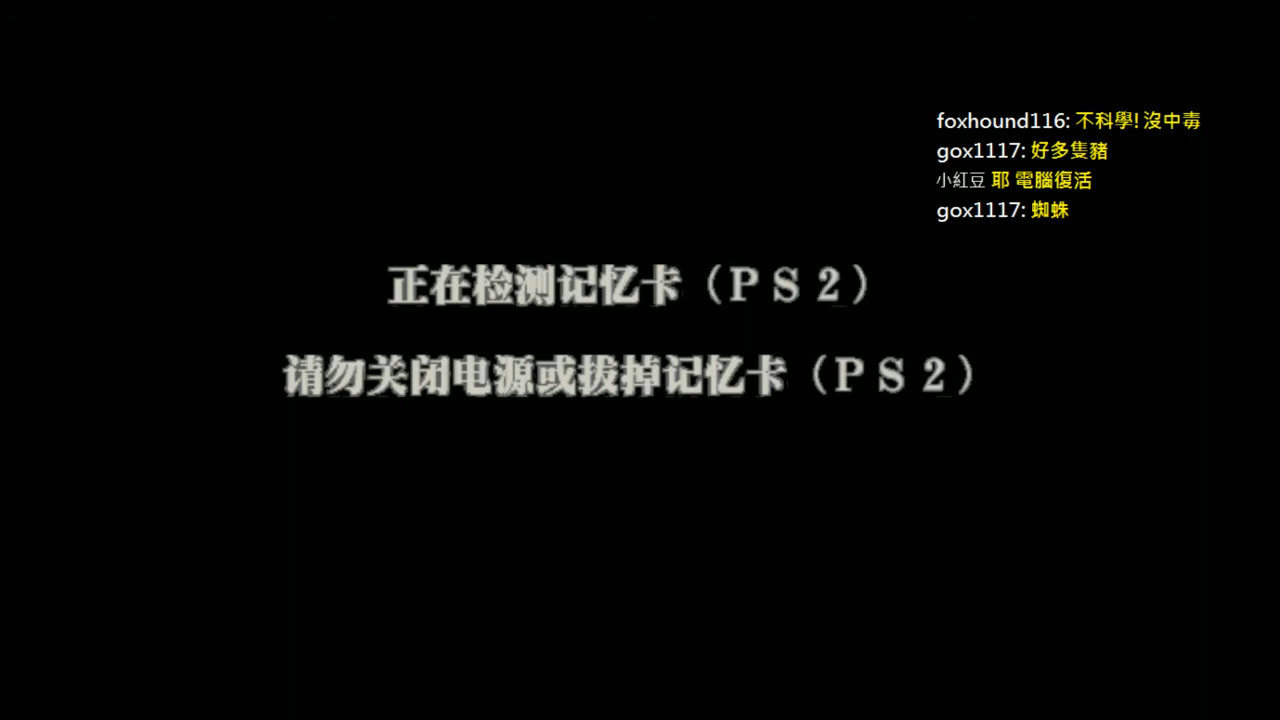 foxhound116: 不科學! 沒中毒
gox1117: 好多隻豬
小紅豆 耶 電腦復活
gox1117: 蜘蛛
正在检测记忆卡（ＰＳ２）
请勿关闭电源或拔掉记忆卡（ＰＳ２）